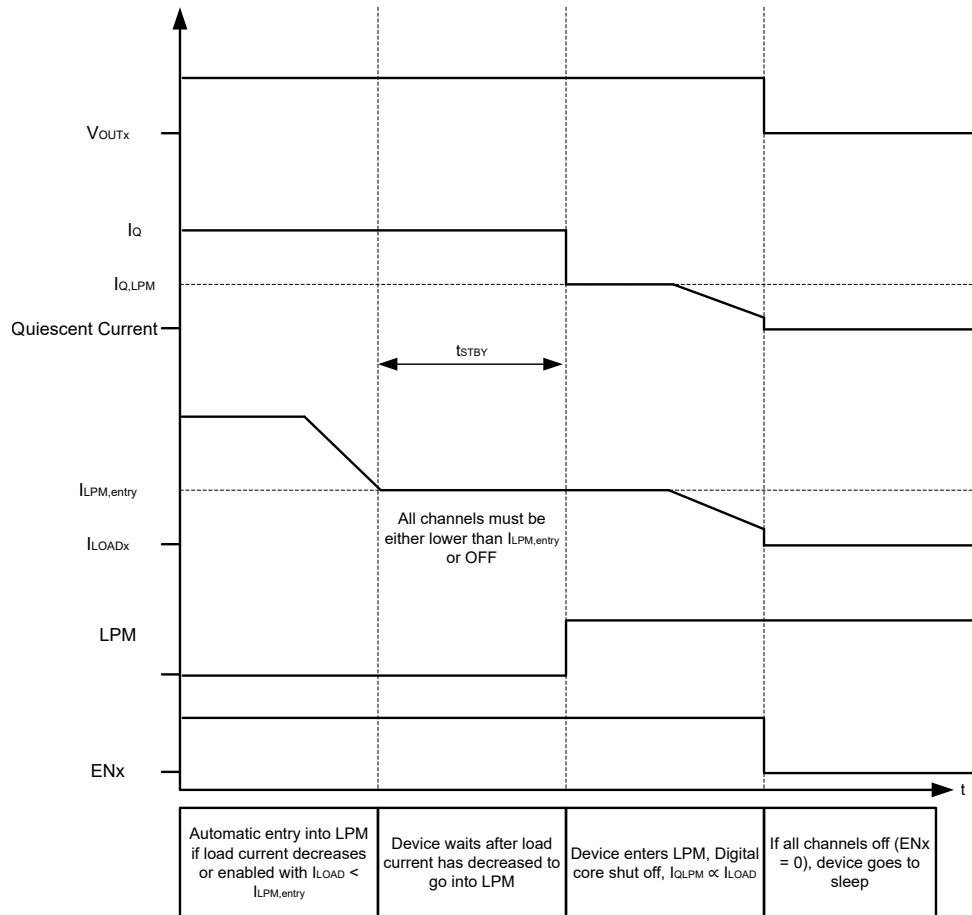 VOUTx
IQ
IQ,LPM
Quiescent Current
tSTBY
ILPM,entry
All channels must be
either lower than ILPM,entry
or OFF
ILOADx
LPM
ENx
t
Automatic entry into LPM
if load current decreases
or enabled with ILOAD <
ILPM,entry
Device waits after load
current has decreased to
go into LPM
Device enters LPM, Digital
core shut off, IQLPM ∝ ILOAD
If all channels off (ENx
= 0), device goes to
sleep